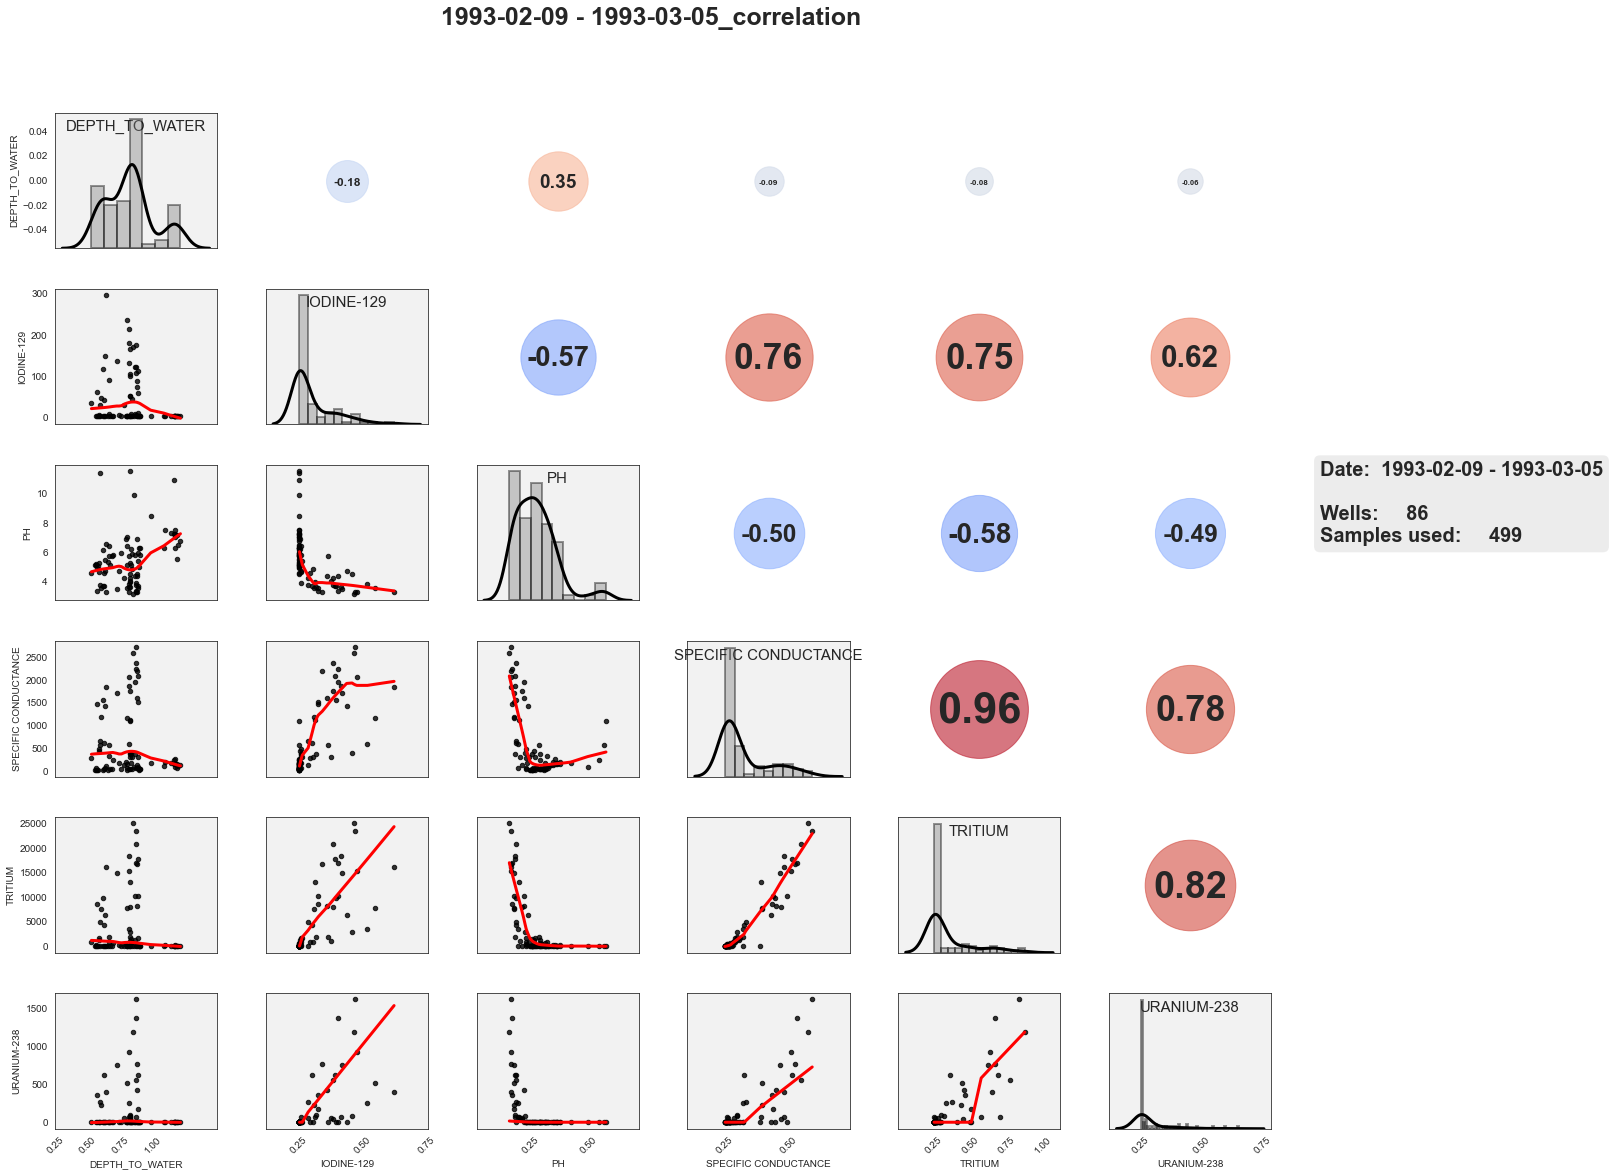 1993-02-09 - 1993-03-05_correlation
DEPTH_TO_WATER
DEPTH_TO_WATER
0.04
0.02
0.00
−0.02
−0.04
-0.18
0.35
-0.09
-0.08
-0.06
IODINE-129
300
200
100
0
IODINE-129
-0.57
0.76
0.75
0.62
PH
10
8
6
4
PH
-0.50
-0.58
-0.49
Date:  1993-02-09 - 1993-03-05
Wells:     86
Samples used:     499
SPECIFIC CONDUCTANCE
2500
2000
1500
1000
500
0
SPECIFIC CONDUCTANCE
0.96
0.78
TRITIUM
25000
20000
15000
10000
5000
0
TRITIUM
0.82
URANIUM-238
1500
1000
500
0
URANIUM-238
0.25 0.50 0.75 1.00
0.25 0.50 0.75
0.25 0.50
0.25 0.50
0.25 0.50 0.75 1.00
0.25 0.50 0.75
DEPTH_TO_WATER
IODINE-129
PH
SPECIFIC CONDUCTANCE
TRITIUM
URANIUM-238